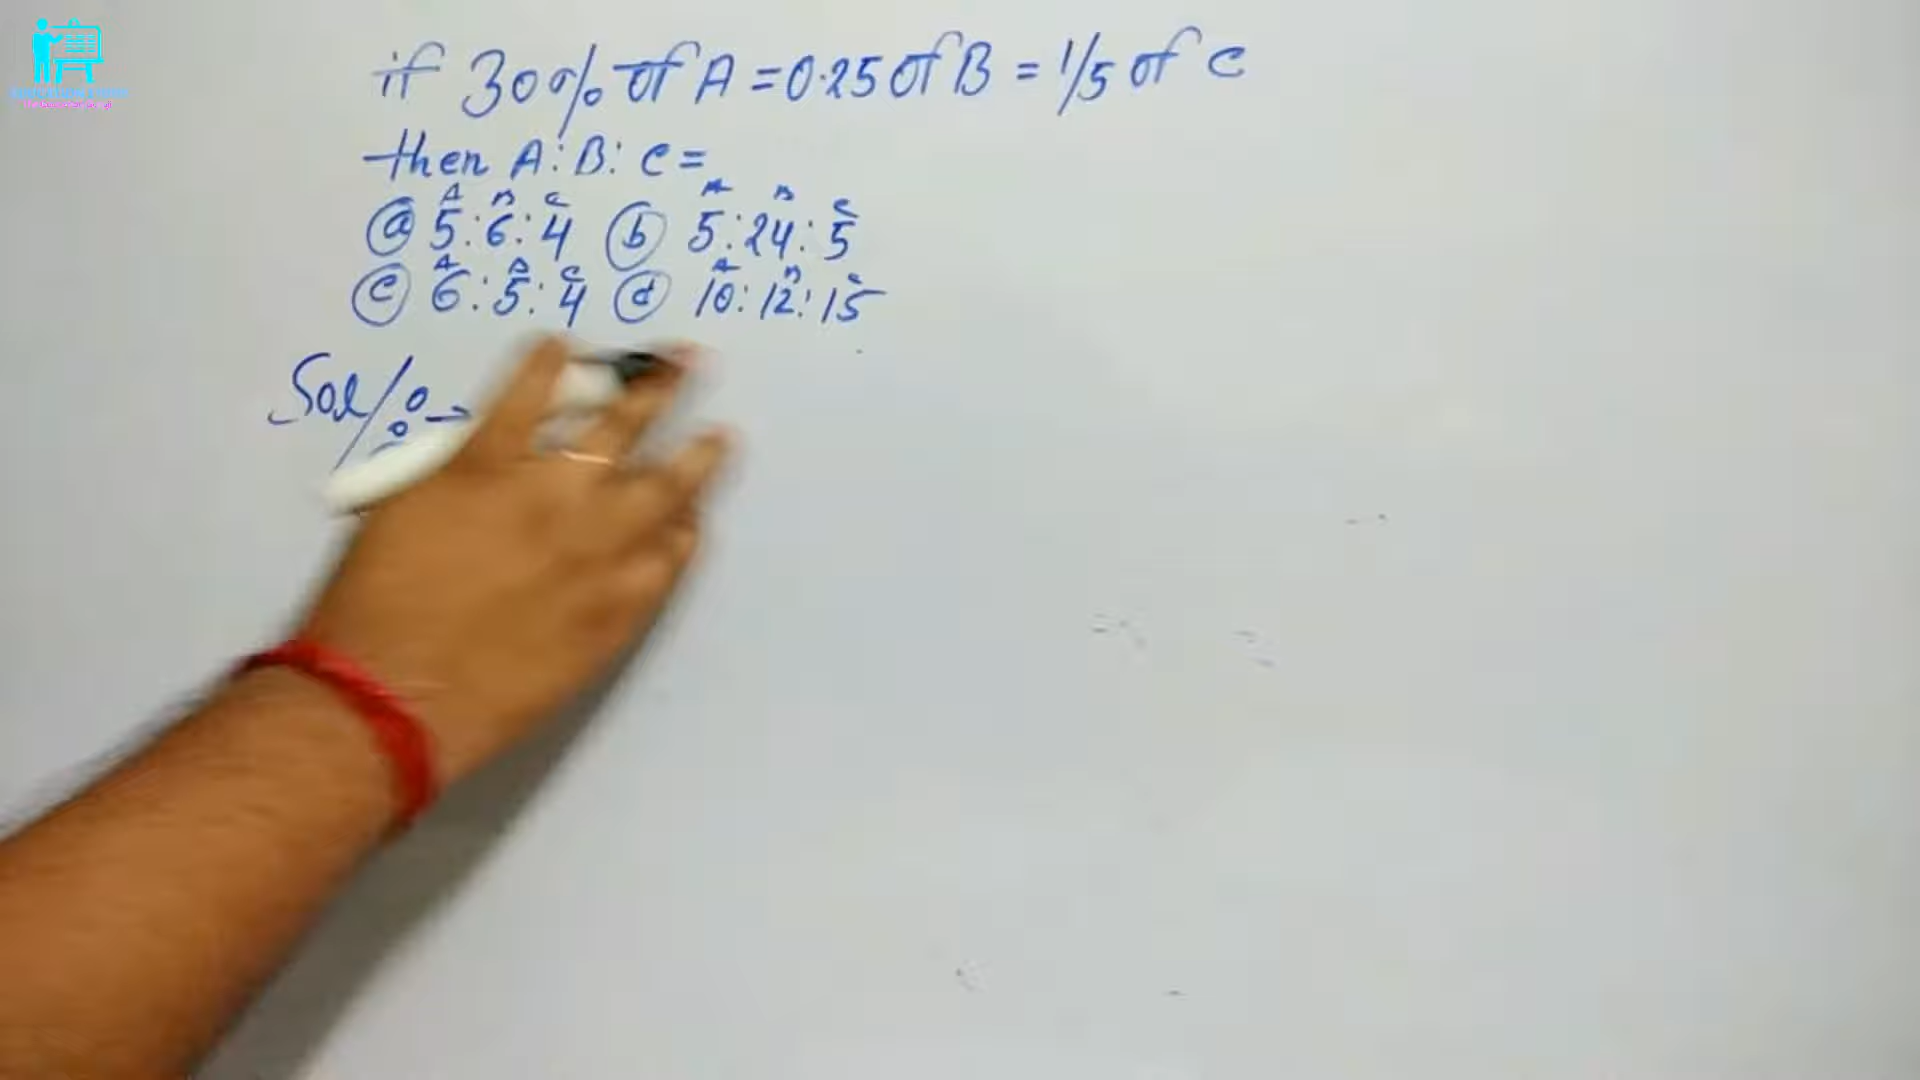 if 30% of A = 0.25 of B = 1/5 of C
then A : B : C =
A B C A B C
(a) 5 : 6 : 4 (b) 5 : 24 : 5
A B C A B C
(c) 6 : 5 : 4 (d) 10 : 12 : 15
Sol/:→